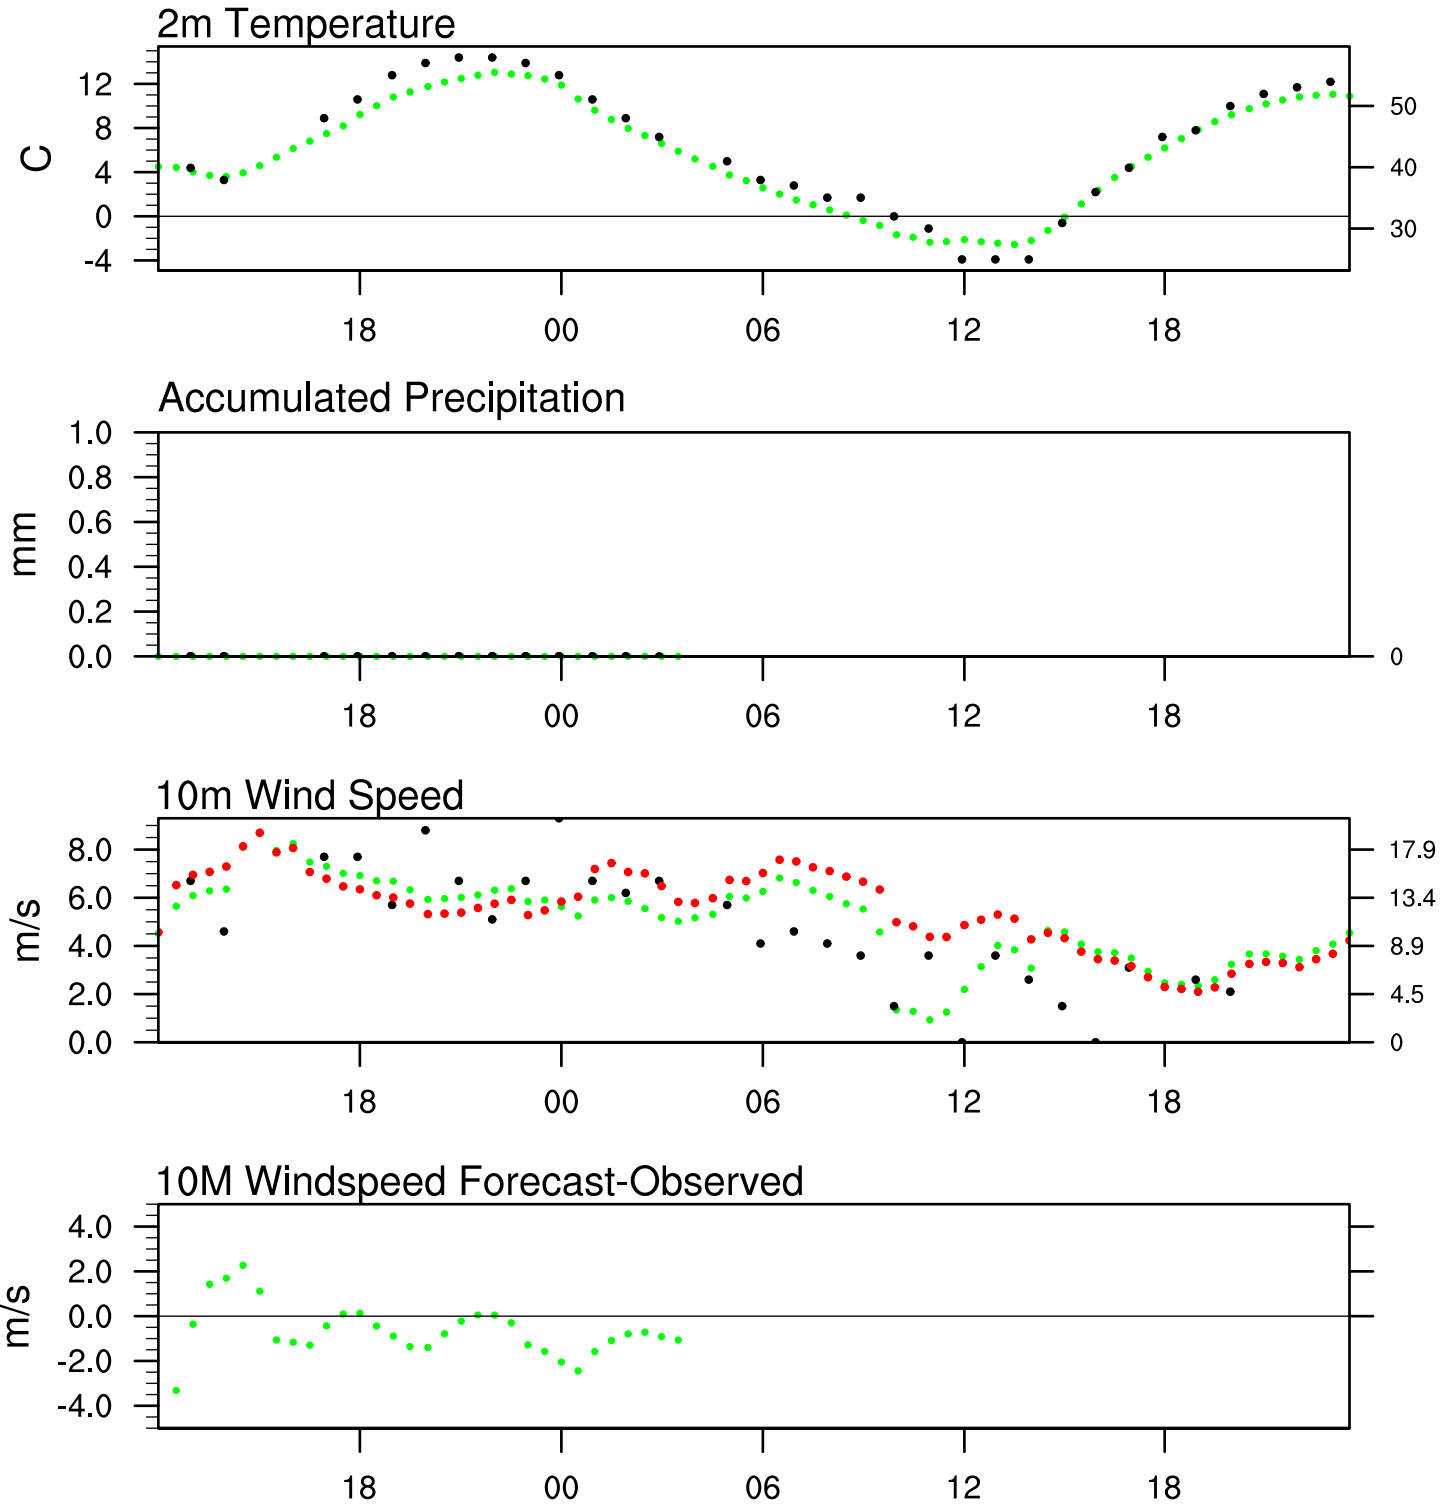 2m Temperature
12
8
4
0
-4
C
50
40
30
18 00 06 12 18
Accumulated Precipitation
1.0
0.8
0.6
0.4
0.2
0.0
mm
0
18 00 06 12 18
10m Wind Speed
8.0
6.0
4.0
2.0
0.0
m/s
17.9
13.4
8.9
4.5
0
18 00 06 12 18
10M Windspeed Forecast-Observed
4.0
2.0
0.0
-2.0
-4.0
m/s
18 00 06 12 18